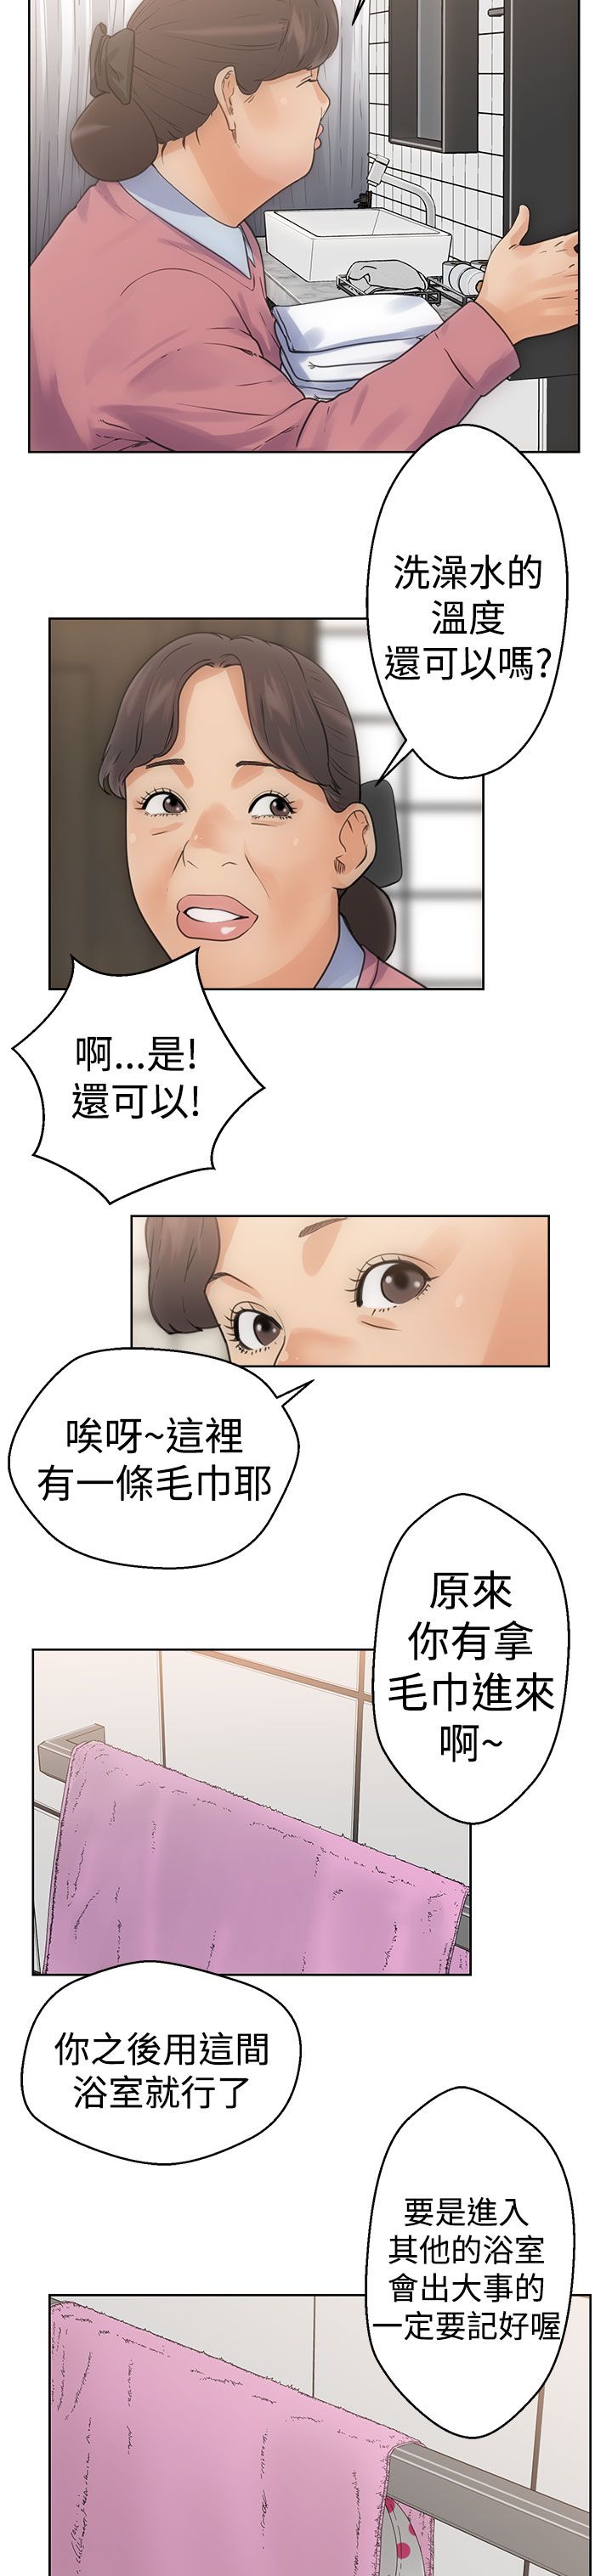 洗澡水的
溫度
還可以嗎?
啊...是!
還可以!
唉呀~這裡
有一條毛巾耶
原來
你有拿
毛巾進來
啊~
你之後用這間
浴室就行了
要是進入
其他的浴室
會出大事的
一定要記好喔